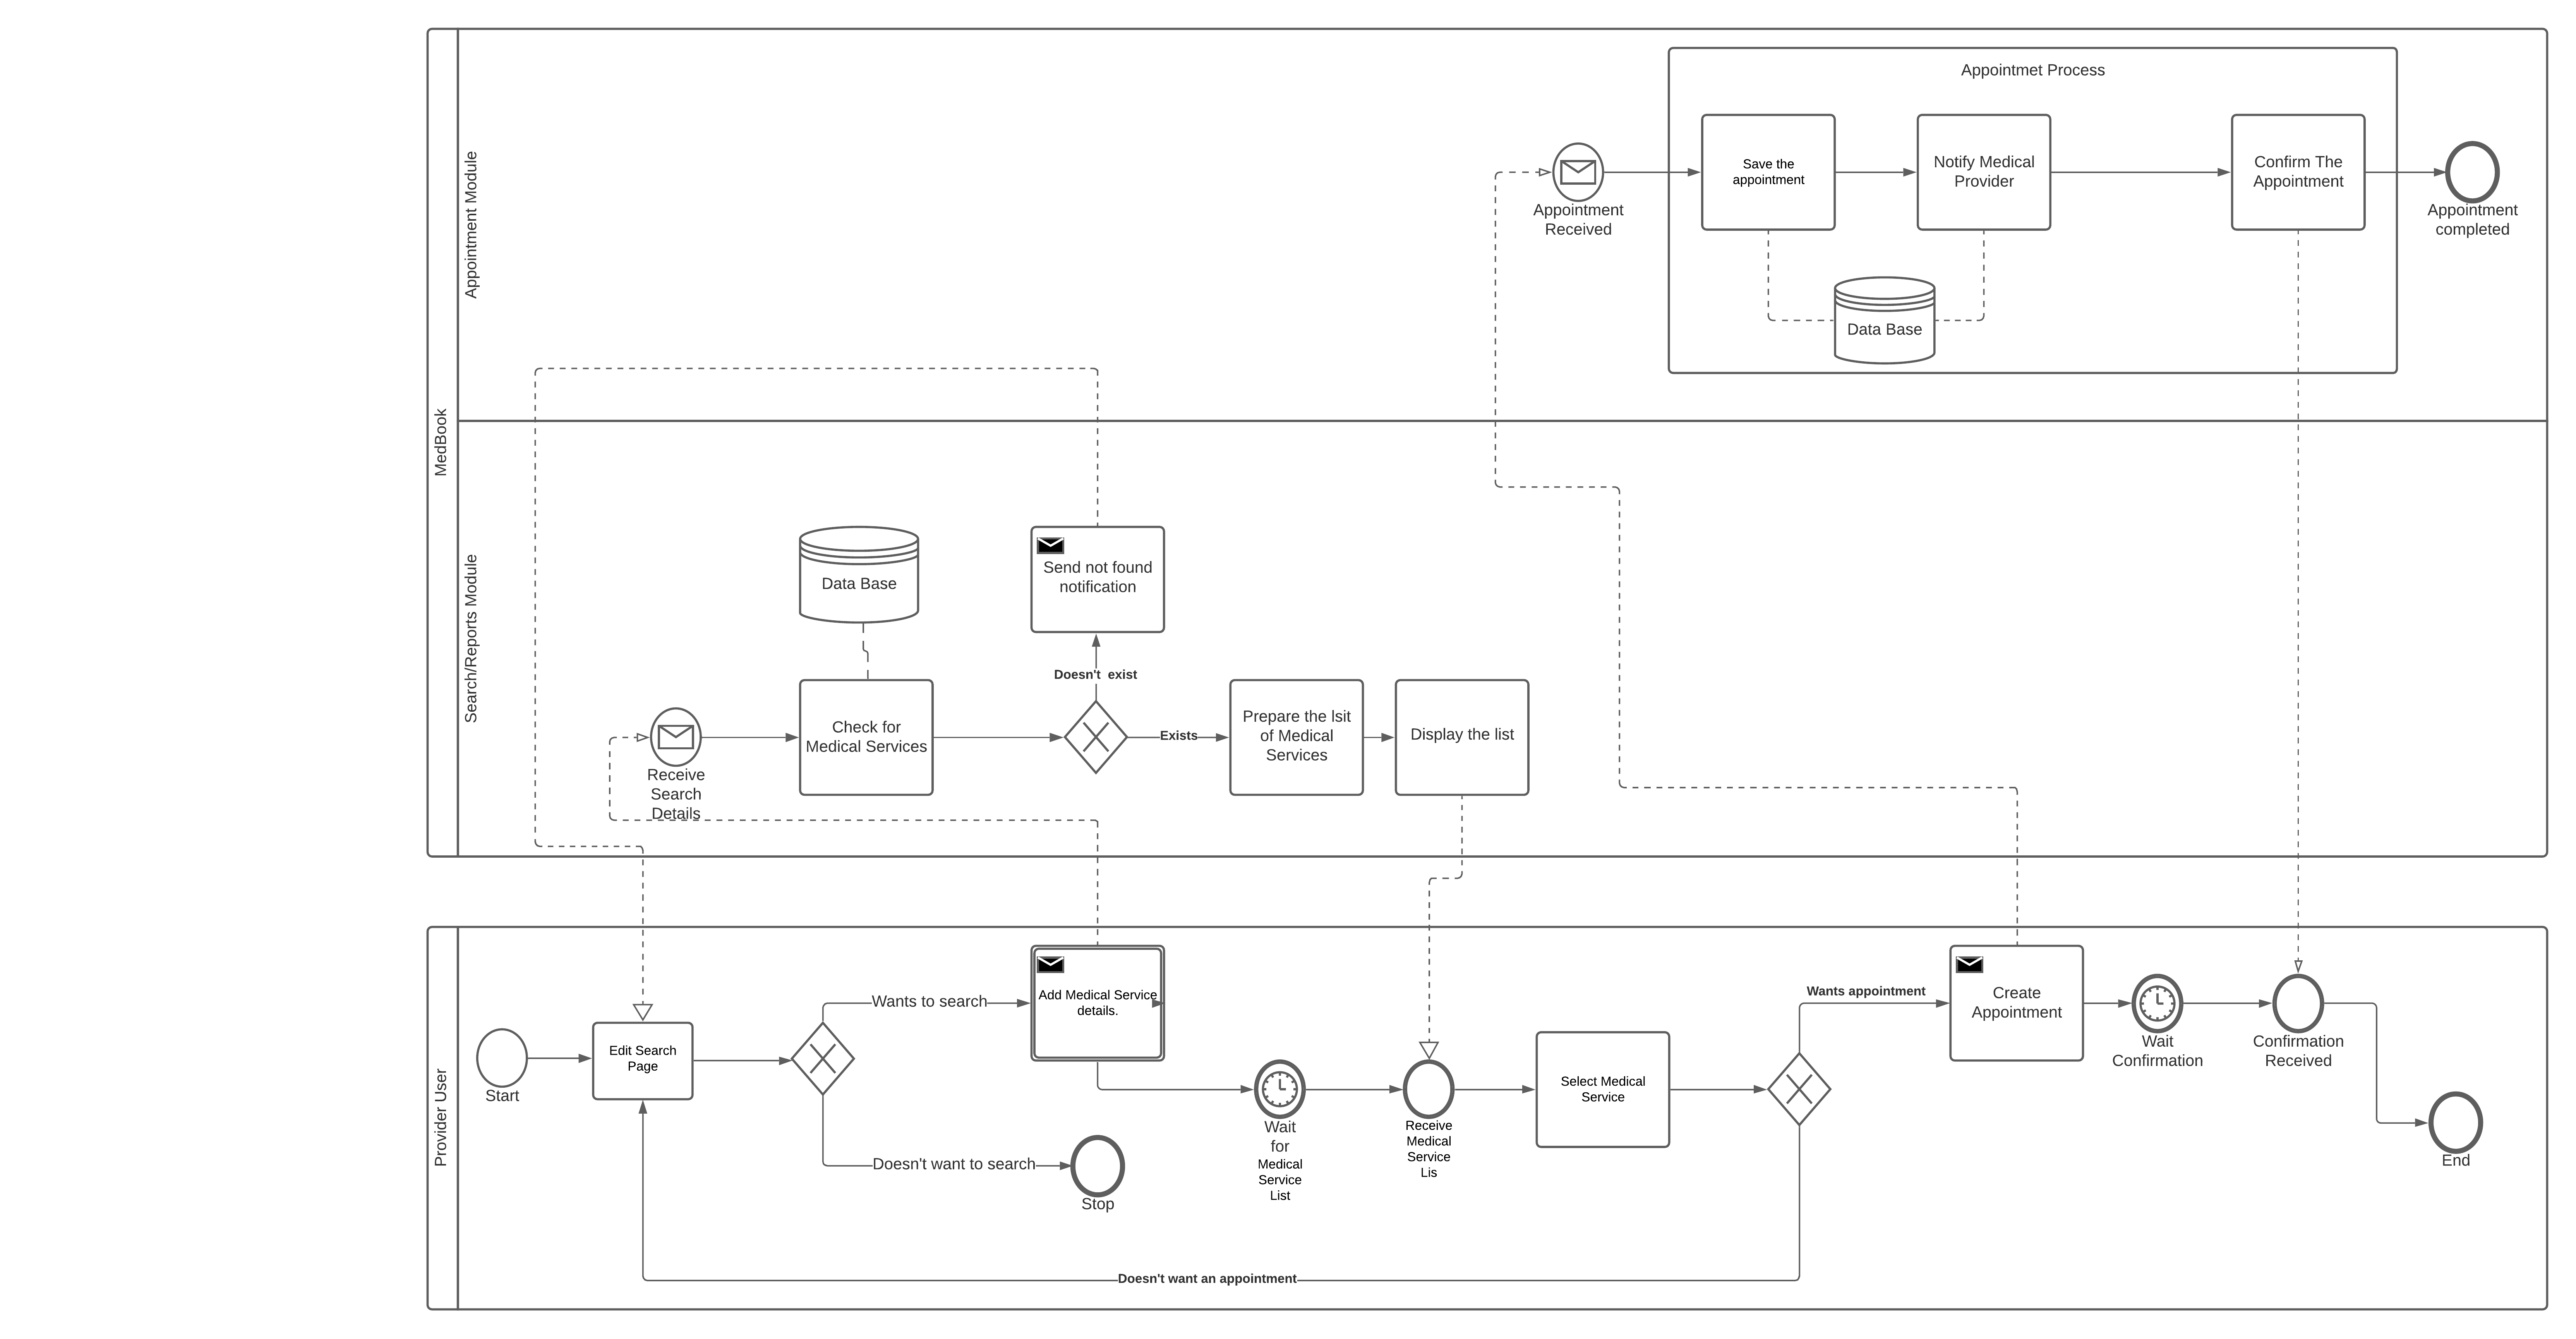 MedBook
Appointment Module
Appointmet Process
Appointment
Received
Save the
appointment
Notify Medical
Provider
Confirm The
Appointment
Appointment
completed
Data Base
Search/Reports Module
Data Base
Send not found
notification
Doesn't  exist
Receive
Search
Details
Check for
Medical Services
Exists
Prepare the lsit
of Medical
Services
Display the list
Provider User
Start
Edit Search
Page
Wants to search
Doesn't want to search
Add Medical Service
details.
Stop
Wait
for
Medical
Service
List
Receive
Medical
Service
Lis
Select Medical
Service
Wants appointment
Doesn't want an appointment
Create
Appointment
Wait
Confirmation
Confirmation
Received
End